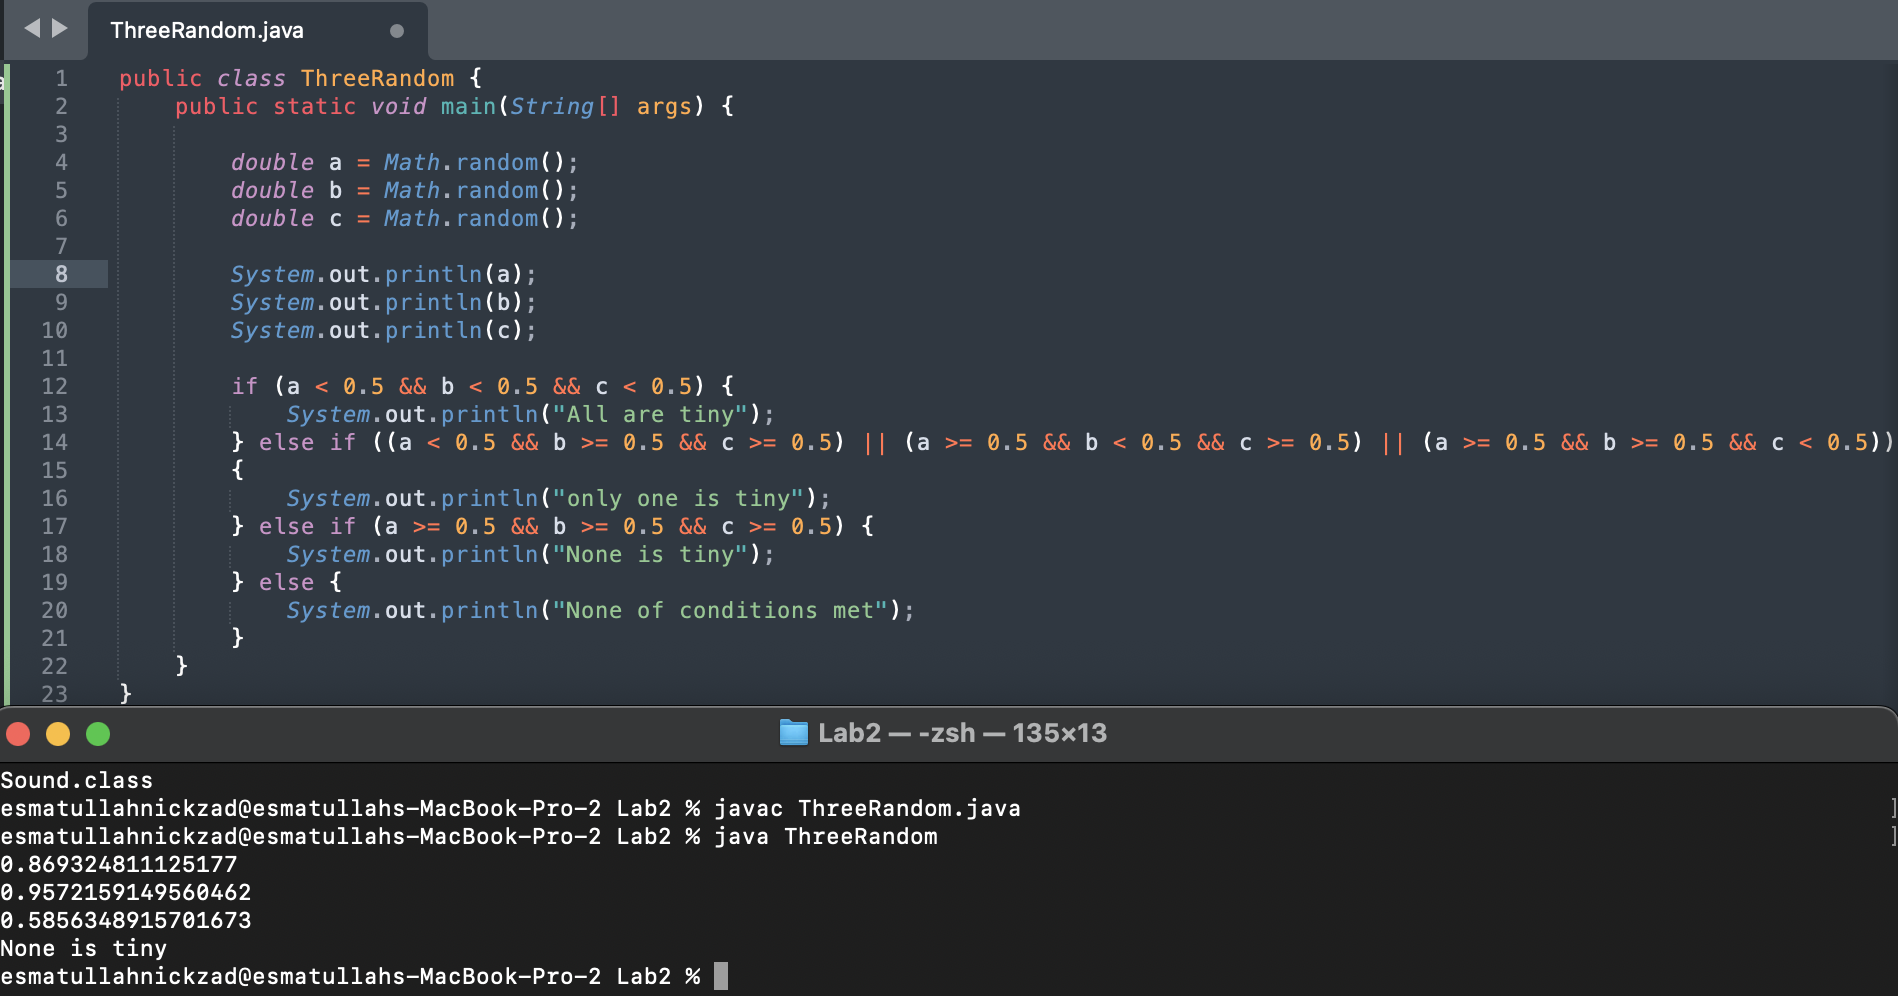 ThreeRandom.java
a
1 public class ThreeRandom {
2 public static void main(String[] args) {
3
4 double a = Math.random();
5 double b = Math.random();
6 double c = Math.random();
7
8 System.out.println(a);
9 System.out.println(b);
10 System.out.println(c);
11
12 if (a < 0.5 && b < 0.5 && c < 0.5) {
13 System.out.println("All are tiny");
14 } else if ((a < 0.5 && b >= 0.5 && c >= 0.5) || (a >= 0.5 && b < 0.5 && c >= 0.5) || (a >= 0.5 && b >= 0.5 && c < 0.5))
15 {
16 System.out.println("only one is tiny");
17 } else if (a >= 0.5 && b >= 0.5 && c >= 0.5) {
18 System.out.println("None is tiny");
19 } else {
20 System.out.println("None of conditions met");
21 }
22 }
23 }
Lab2 — -zsh — 135×13
Sound.class
esmatullahnickzad@esmatullahs-MacBook-Pro-2 Lab2 % javac ThreeRandom.java ]
esmatullahnickzad@esmatullahs-MacBook-Pro-2 Lab2 % java ThreeRandom ]
0.869324811125177
0.9572159149560462
0.5856348915701673
None is tiny
esmatullahnickzad@esmatullahs-MacBook-Pro-2 Lab2 %